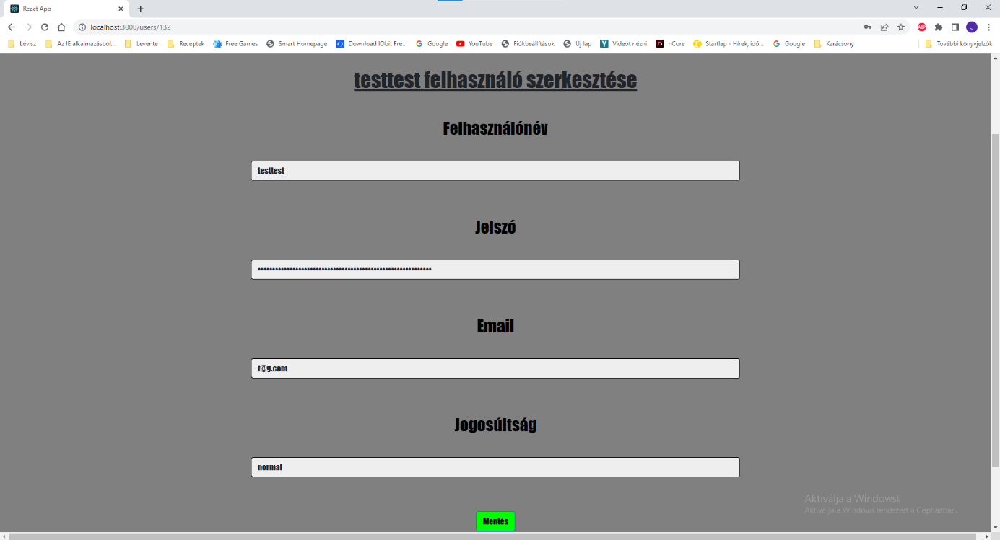 React App
localhost:3000/users/132
ABP
J
Lévisz
Az IE alkalmazásból...
Levente
Receptek
Free Games
Smart Homepage
Download IObit Fre...
Google
YouTube
Fiókbeállítások
Új lap
Videót nézni
nCore
Startlap - Hírek, idő...
Google
Karácsony
További könyvjelzők
testtest felhasználó szerkesztése
Felhasználónév
testtest
Jelszó
Email
t@g.com
Jogosúltság
normal
Mentés
Aktiválja a Windowst
Aktiválja a Windows rendszert a Gépházban.